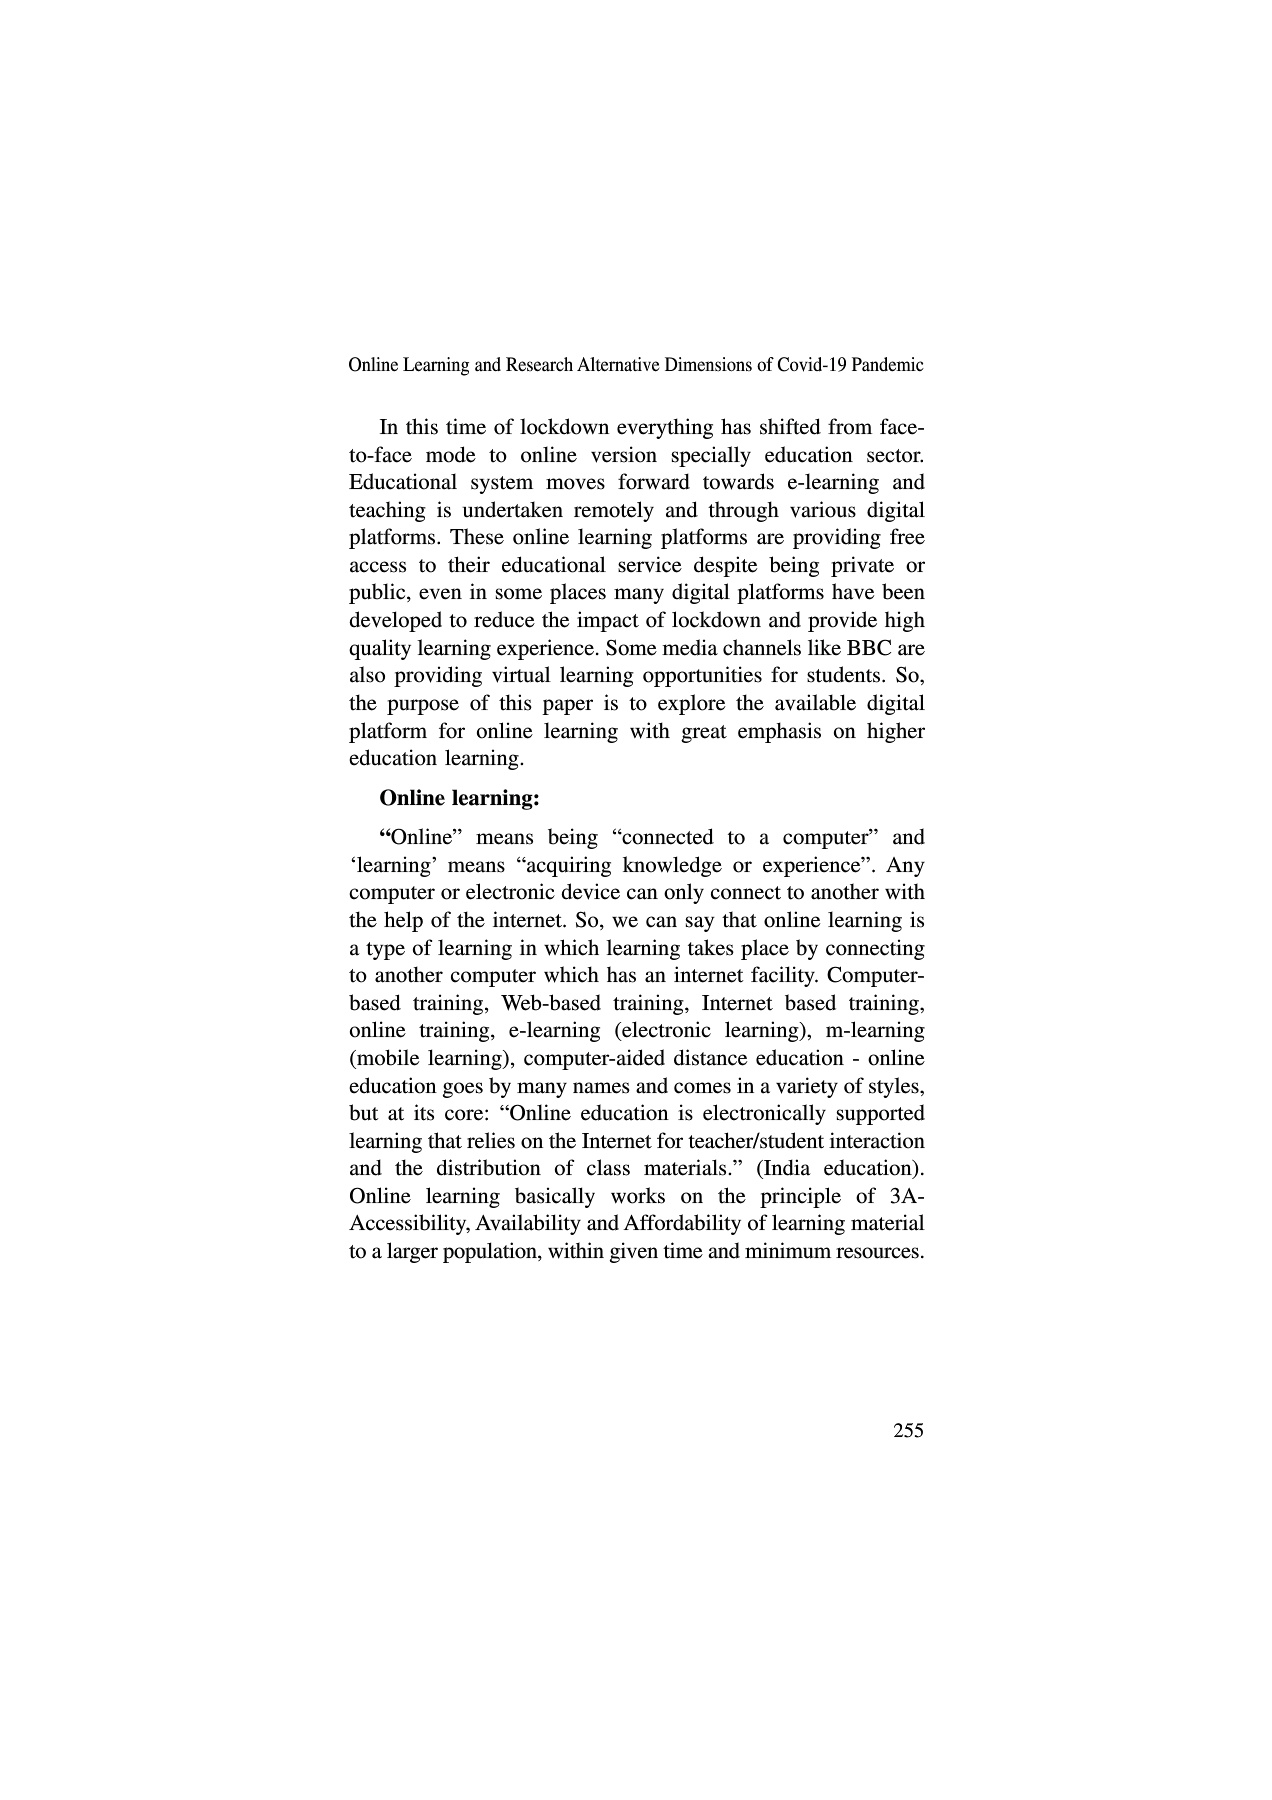 Online Learning and Research Alternative Dimensions of Covid-19 Pandemic
In this time of lockdown everything has shifted from face-
to-face mode to online version specially education sector.
Educational system moves forward towards e-learning and
teaching is undertaken remotely and through various digital
platforms. These online learning platforms are providing free
access to their educational service despite being private or
public, even in some places many digital platforms have been
developed to reduce the impact of lockdown and provide high
quality learning experience. Some media channels like BBC are
also providing virtual learning opportunities for students. So,
the purpose of this paper is to explore the available digital
platform for online learning with great emphasis on higher
education learning.
Online learning:
“Online” means being “connected to a computer” and
‘learning’ means “acquiring knowledge or experience”. Any
computer or electronic device can only connect to another with
the help of the internet. So, we can say that online learning is
a type of learning in which learning takes place by connecting
to another computer which has an internet facility. Computer-
based training, Web-based training, Internet based training,
online training, e-learning (electronic learning), m-learning
(mobile learning), computer-aided distance education - online
education goes by many names and comes in a variety of styles,
but at its core: “Online education is electronically supported
learning that relies on the Internet for teacher/student interaction
and the distribution of class materials.” (India education).
Online learning basically works on the principle of 3A-
Accessibility, Availability and Affordability of learning material
to a larger population, within given time and minimum resources.
255